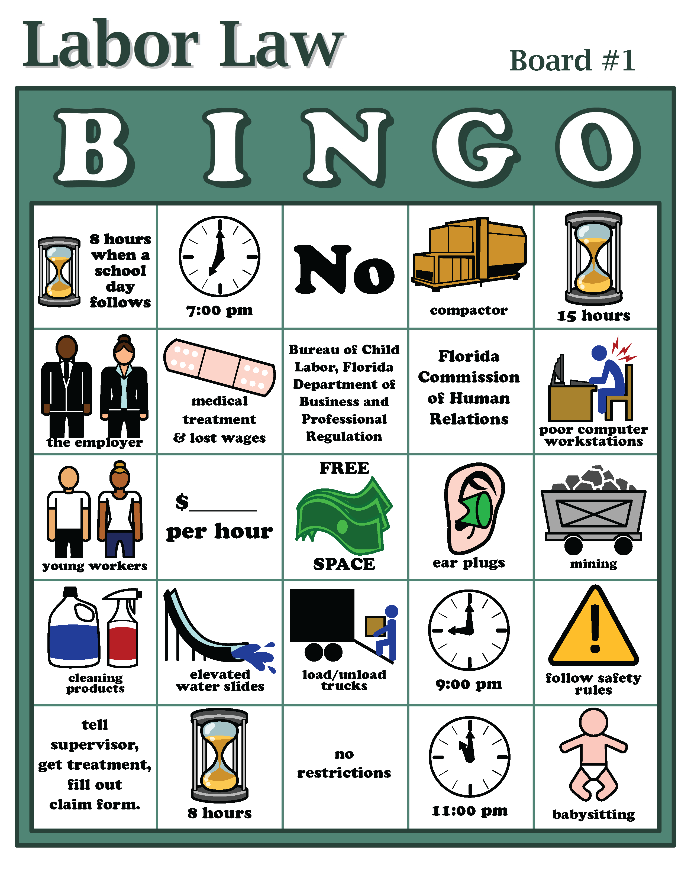 Labor Law
Board #1
B I N G O
8 hours
when a
school
day
follows
7:00 pm
No
compactor
15 hours
the employer
medical
treatment
& lost wages
Bureau of Child
Labor, Florida
Department of
Business and
Professional
Regulation
Florida
Commission
of Human
Relations
poor computer
workstations
young workers
$______
per hour
FREE
SPACE
ear plugs
mining
cleaning
products
elevated
water slides
load/unload
trucks
9:00 pm
!
follow safety
rules
tell
supervisor,
get treatment,
fill out
claim form.
8 hours
no
restrictions
11:00 pm
babysitting